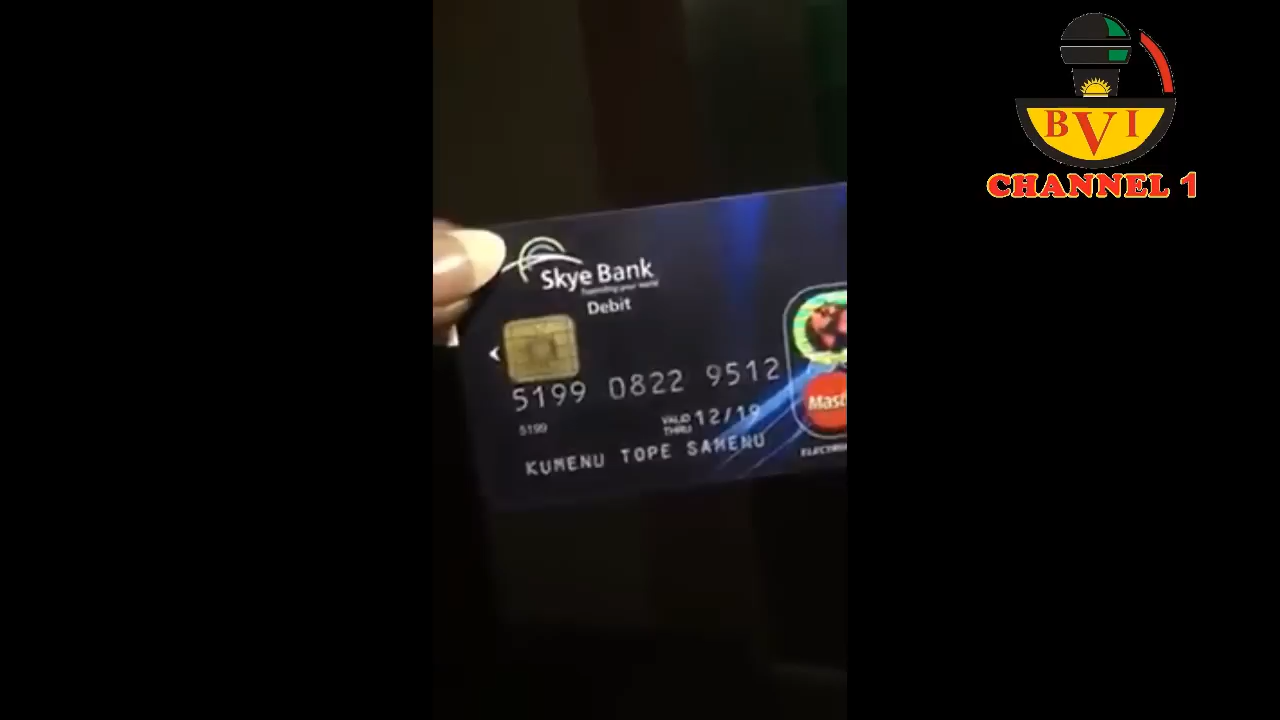 BVI
CHANNEL 1
Skye Bank
Debit
5199 0822 9512
5199
VALID THRU 12/19
KUMENU TOPE SAMENU